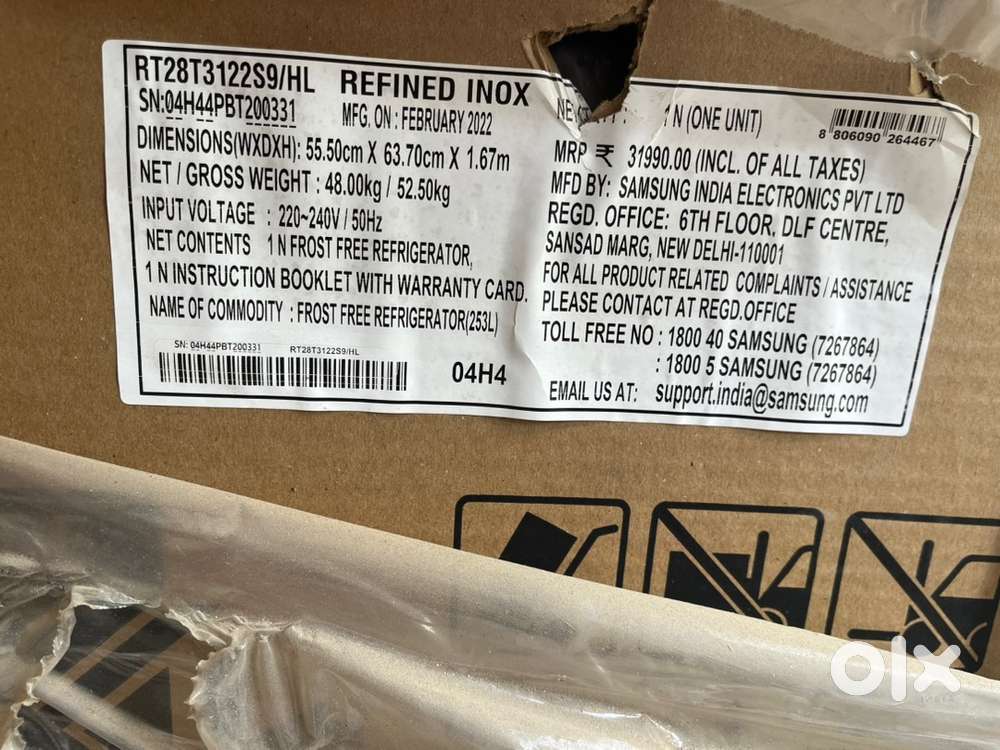 RT28T3122S9/HL REFINED INOX
SN:04H44PBT200331 MFG. ON : FEBRUARY 2022
DIMENSIONS(WXDXH): 55.50cm X 63.70cm X 1.67m
NET / GROSS WEIGHT : 48.00kg / 52.50kg
INPUT VOLTAGE : 220~240V / 50Hz
NET CONTENTS 1 N FROST FREE REFRIGERATOR,
1 N INSTRUCTION BOOKLET WITH WARRANTY CARD.
NAME OF COMMODITY : FROST FREE REFRIGERATOR(253L)
SN: 04H44PBT200331 RT28T3122S9/HL
04H4
: 1 N (ONE UNIT)
8 806090 264467
MRP ₹ 31990.00 (INCL. OF ALL TAXES)
MFD BY: SAMSUNG INDIA ELECTRONICS PVT LTD
REGD. OFFICE: 6TH FLOOR, DLF CENTRE,
SANSAD MARG, NEW DELHI-110001
FOR ALL PRODUCT RELATED COMPLAINTS / ASSISTANCE
PLEASE CONTACT AT REGD.OFFICE
TOLL FREE NO : 1800 40 SAMSUNG (7267864)
: 1800 5 SAMSUNG (7267864)
EMAIL US AT: support.india@samsung.com
olx